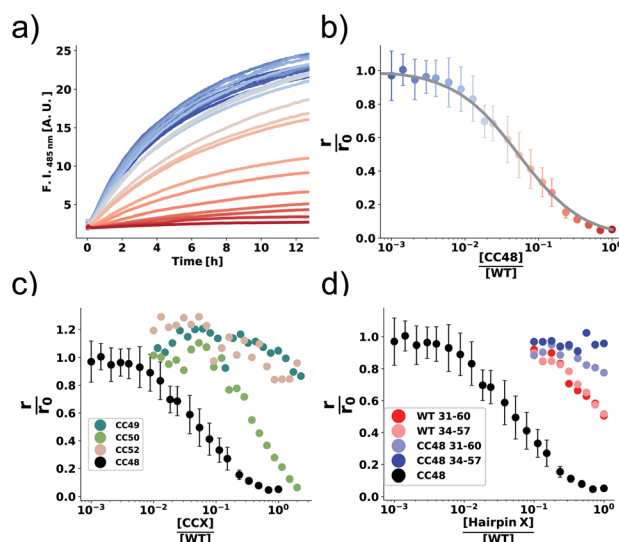 a)
25
20
15
10
5
F. I. 485 nm [A. U.]
0 2 4 6 8 10 12
Time [h]
b)
1.0
0.8
0.6
0.4
0.2
0.0
r
r0
10−3 10−2 10−1 100
[CC48]
[WT]
c)
1.2
1.0
0.8
0.6
0.4
0.2
0.0
r
r0
CC49
CC50
CC52
CC48
10−3 10−2 10−1 100
[CCX]
[WT]
d)
1.2
1.0
0.8
0.6
0.4
0.2
0.0
r
r0
WT 31-60
WT 34-57
CC48 31-60
CC48 34-57
CC48
10−3 10−2 10−1 100
[Hairpin X]
[WT]